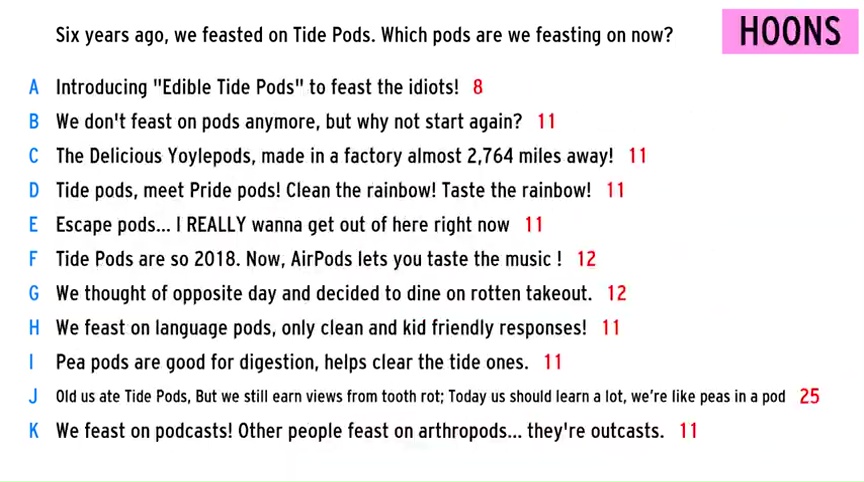 Six years ago, we feasted on Tide Pods. Which pods are we feasting on now?
HOONS
A Introducing "Edible Tide Pods" to feast the idiots! 8
B We don't feast on pods anymore, but why not start again? 11
C The Delicious Yoylepods, made in a factory almost 2,764 miles away! 11
D Tide pods, meet Pride pods! Clean the rainbow! Taste the rainbow! 11
E Escape pods... I REALLY wanna get out of here right now 11
F Tide Pods are so 2018. Now, AirPods lets you taste the music ! 12
G We thought of opposite day and decided to dine on rotten takeout. 12
H We feast on language pods, only clean and kid friendly responses! 11
I Pea pods are good for digestion, helps clear the tide ones. 11
J Old us ate Tide Pods, But we still earn views from tooth rot; Today us should learn a lot, we're like peas in a pod 25
K We feast on podcasts! Other people feast on arthropods... they're outcasts. 11